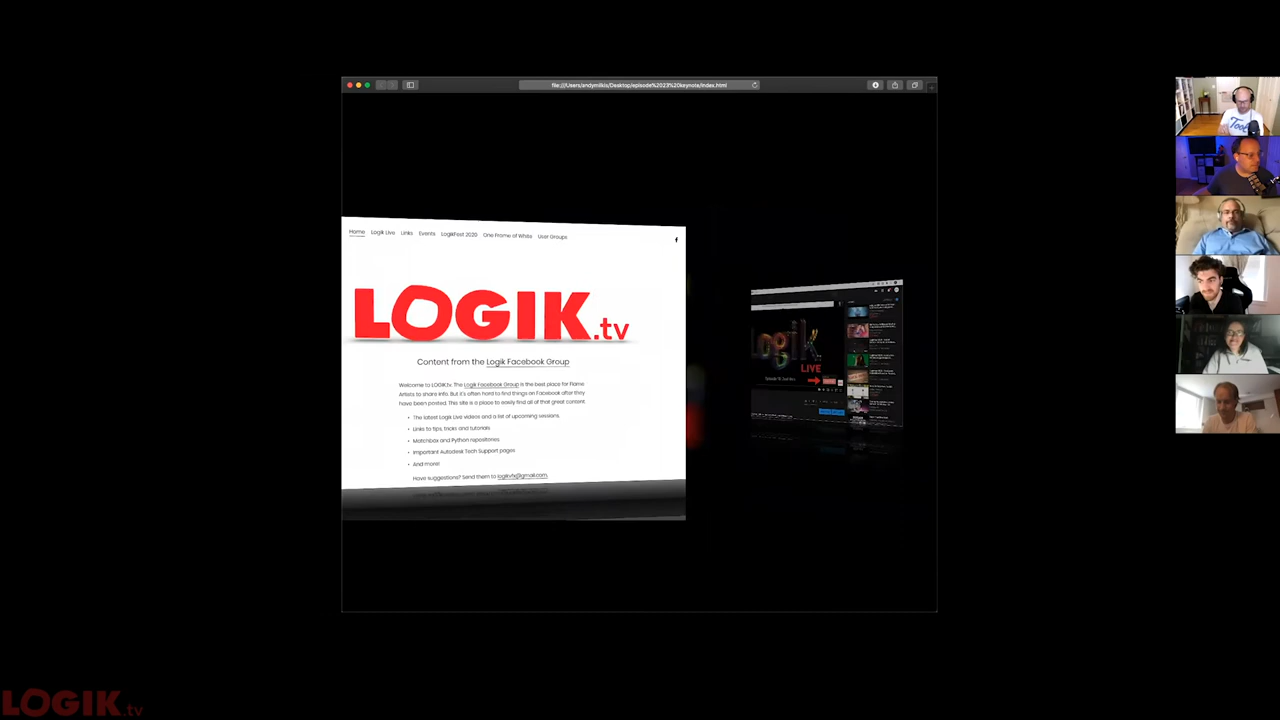 file:///Users/andymilkis/Desktop/episode%2023%20keynote/index.html
Home Logik Live Links Events LogikFest 2020 One Frame of White User Groups
LOGIK.tv
Content from the Logik Facebook Group
Welcome to LOGIK.tv. The Logik Facebook Group is the best place for Flame
Artists to share info. But it's often hard to find things on Facebook after they
have been posted. This site is a place to easily find all of that great content.
• The latest Logik Live videos and a list of upcoming sessions
• Links to tips, tricks and tutorials
• Matchbox and Python repositories
• Important Autodesk Tech Support pages
• And more!
Have suggestions? Send them to logikvfx@gmail.com.
logik
LIVE
LOGIK.tv